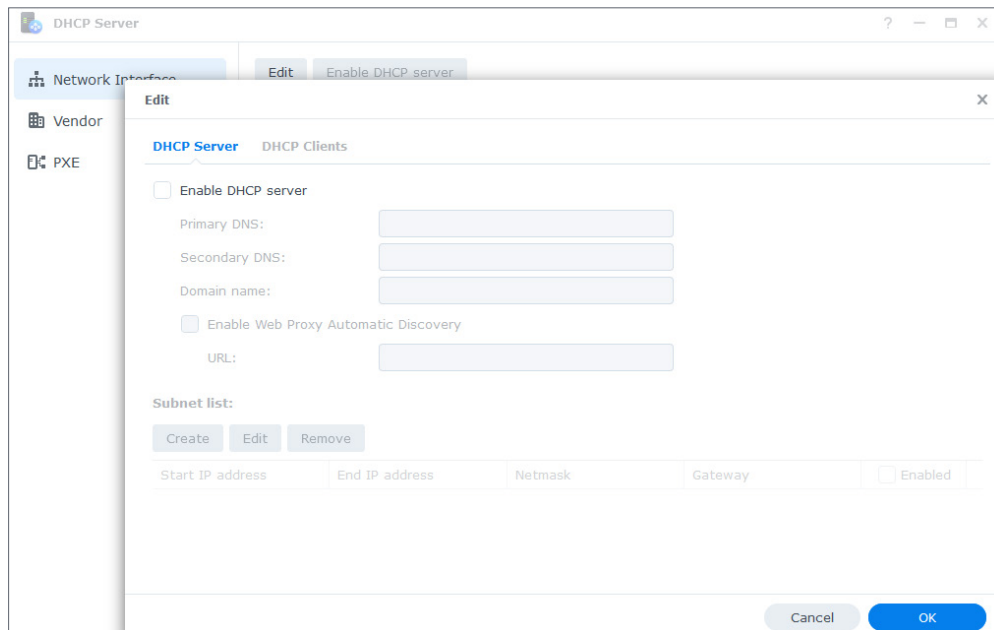 DHCP Server
Network Interface
Edit Enable DHCP server
Vendor
PXE
Edit
DHCP Server DHCP Clients
Enable DHCP server
Primary DNS:
Secondary DNS:
Domain name:
Enable Web Proxy Automatic Discovery
URL:
Subnet list:
Create Edit Remove
Start IP address End IP address Netmask Gateway Enabled
Cancel OK